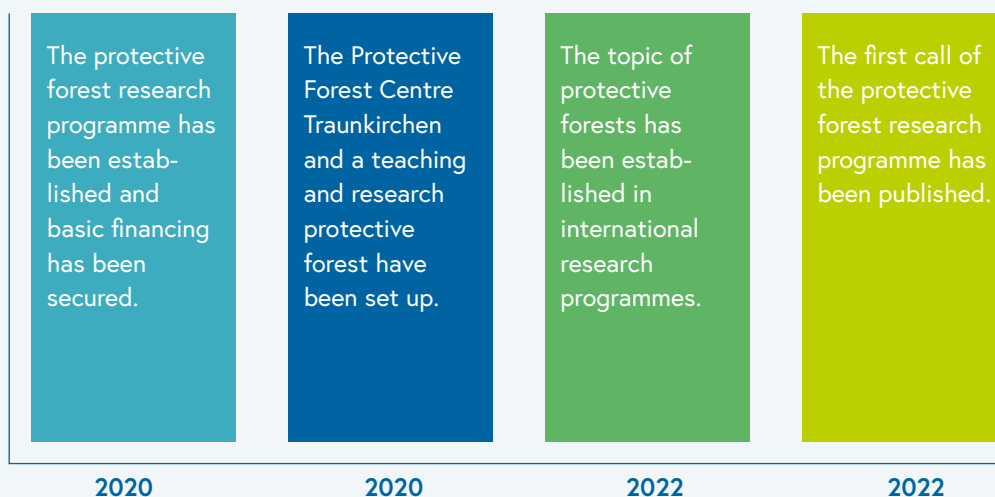 The protective
forest research
programme has
been estab-
lished and
basic financing
has been
secured.
The Protective
Forest Centre
Traunkirchen
and a teaching
and research
protective
forest have
been set up.
The topic of
protective
forests has
been estab-
lished in
international
research
programmes.
The first call of
the protective
forest research
programme has
been published.
2020
2020
2022
2022